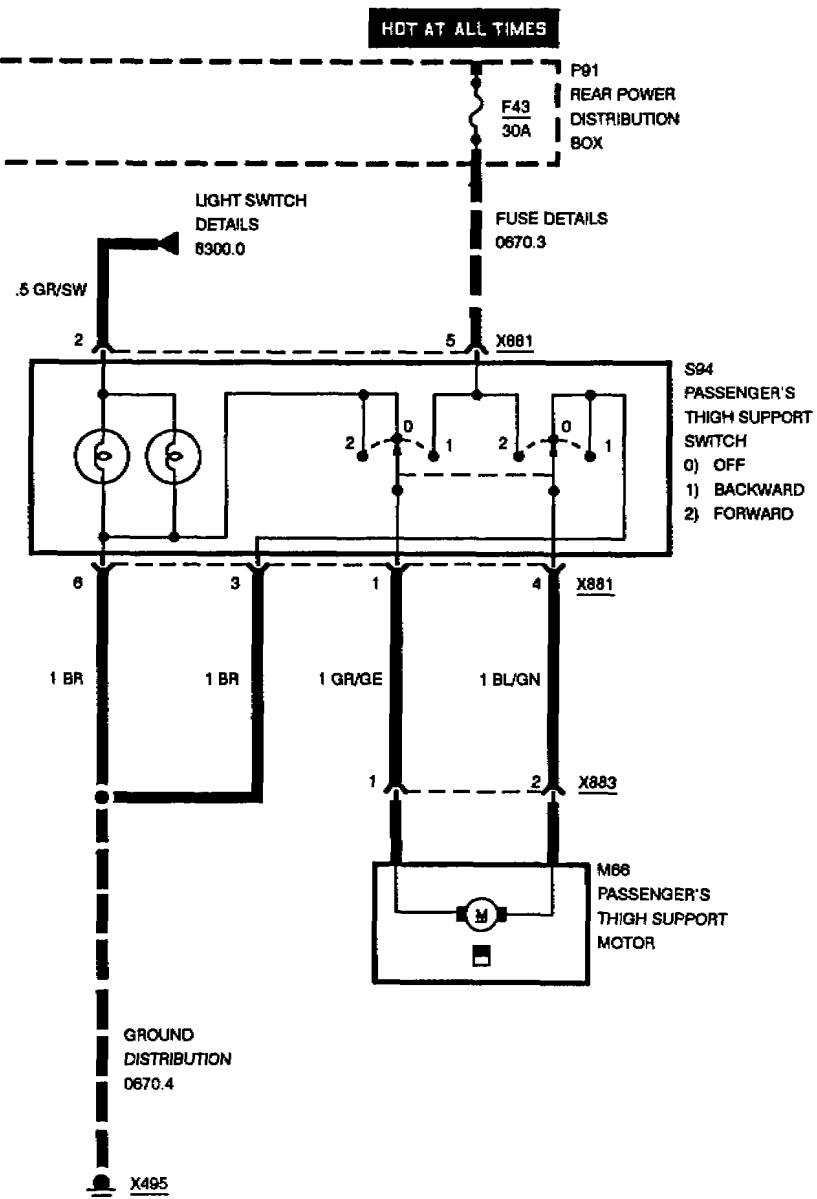 HOT AT ALL TIMES
P91
REAR POWER
DISTRIBUTION
BOX
F43
30A
LIGHT SWITCH
DETAILS
6300.0
FUSE DETAILS
0670.3
.5 GR/SW
2
5
X881
S94
PASSENGER'S
THIGH SUPPORT
SWITCH
0) OFF
1) BACKWARD
2) FORWARD
2
0
1
2
0
1
6
3
1
4
X881
1 BR
1 BR
1 GR/GE
1 BL/GN
1
2
X883
M66
PASSENGER'S
THIGH SUPPORT
MOTOR
M
GROUND
DISTRIBUTION
0670.4
X495